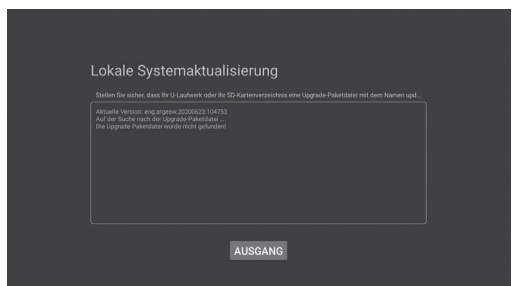 Lokale Systemaktualisierung
Stellen Sie sicher, dass Ihr U-Laufwerk oder Ihr SD-Kartenverzeichnis eine Upgrade-Paketdatei mit dem Namen upd...
Aktuelle Version: eng.argesw.20200623.104753
Auf der Suche nach der Upgrade-Paketdatei ...
Die Upgrade-Paketdatei wurde nicht gefunden!
AUSGANG